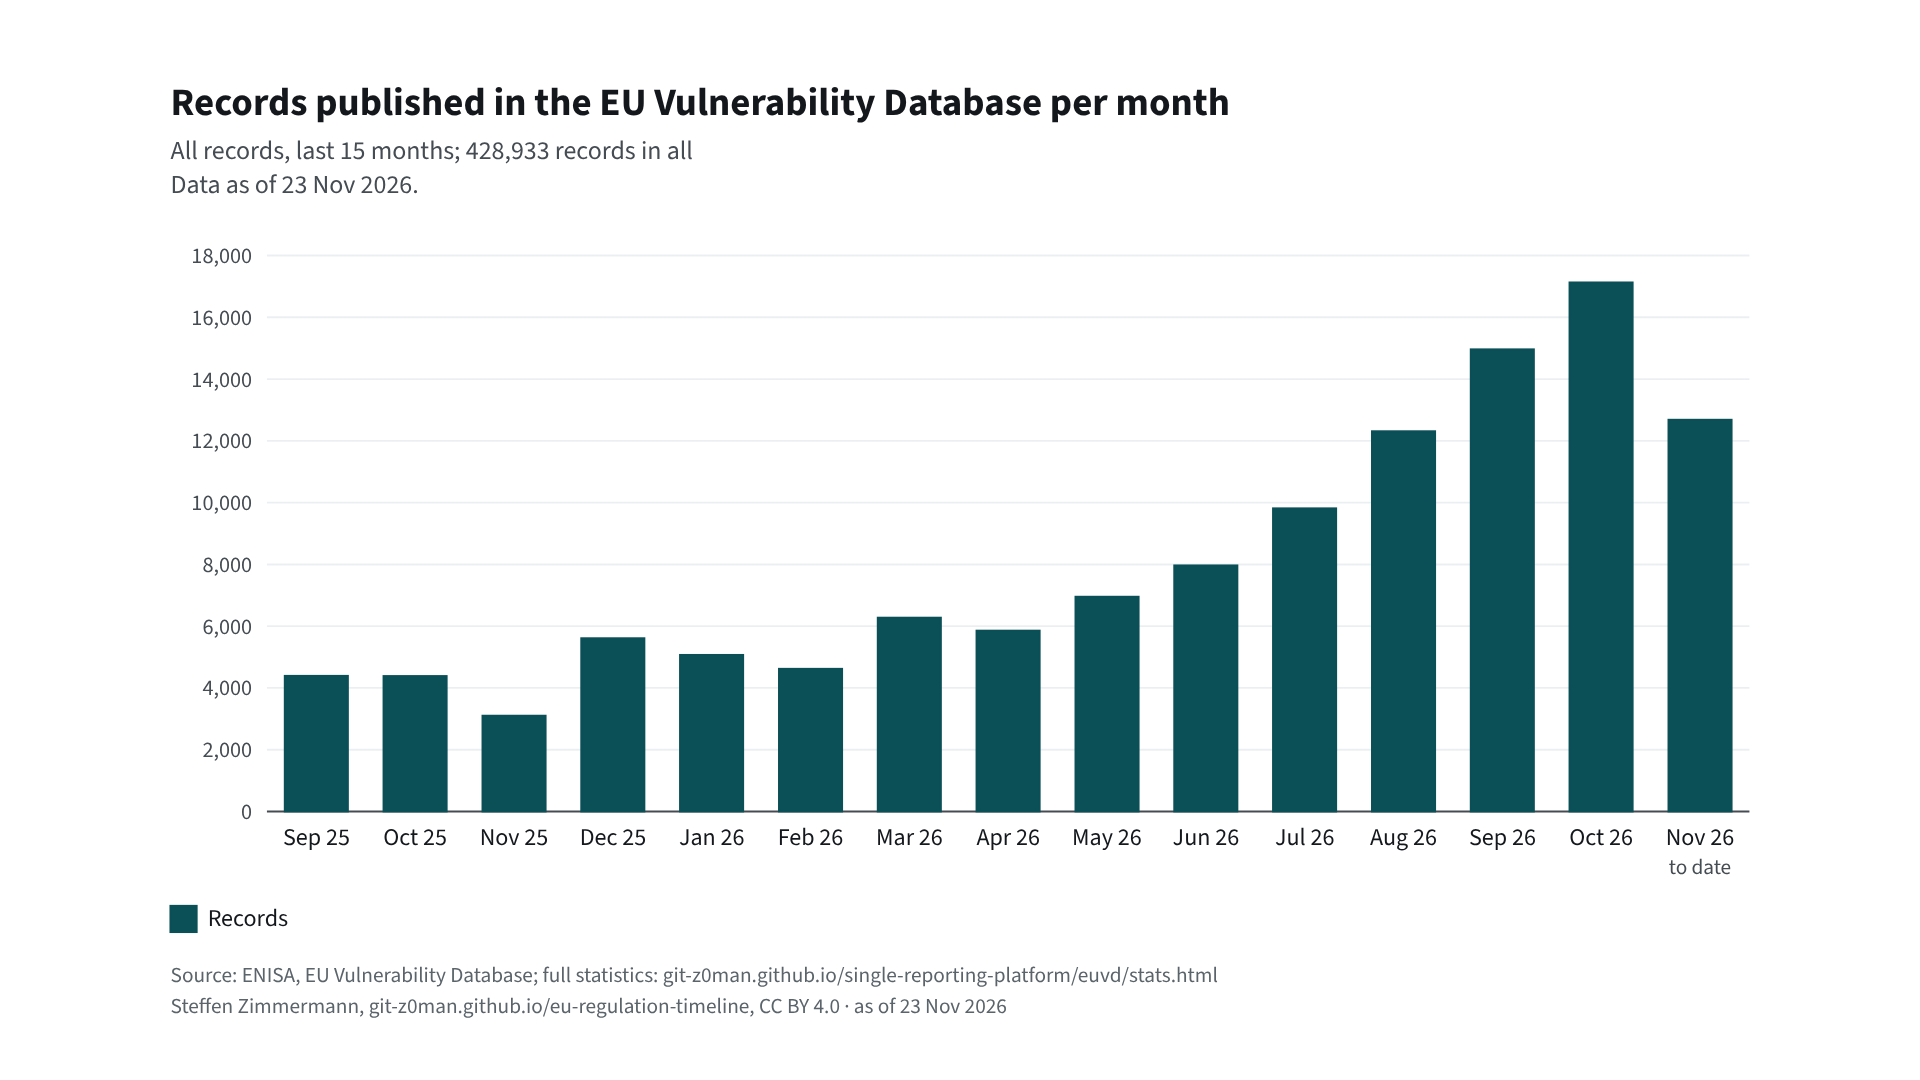 Records published in the EU Vulnerability Database per month
All records, last 15 months; 428,933 records in all
Data as of 23 Nov 2026.
18,000
16,000
14,000
12,000
10,000
8,000
6,000
4,000
2,000
0
Sep 25 Oct 25 Nov 25 Dec 25 Jan 26 Feb 26 Mar 26 Apr 26 May 26 Jun 26 Jul 26 Aug 26 Sep 26 Oct 26 Nov 26
to date
Records
Source: ENISA, EU Vulnerability Database; full statistics: git-z0man.github.io/single-reporting-platform/euvd/stats.html
Steffen Zimmermann, git-z0man.github.io/eu-regulation-timeline, CC BY 4.0 · as of 23 Nov 2026